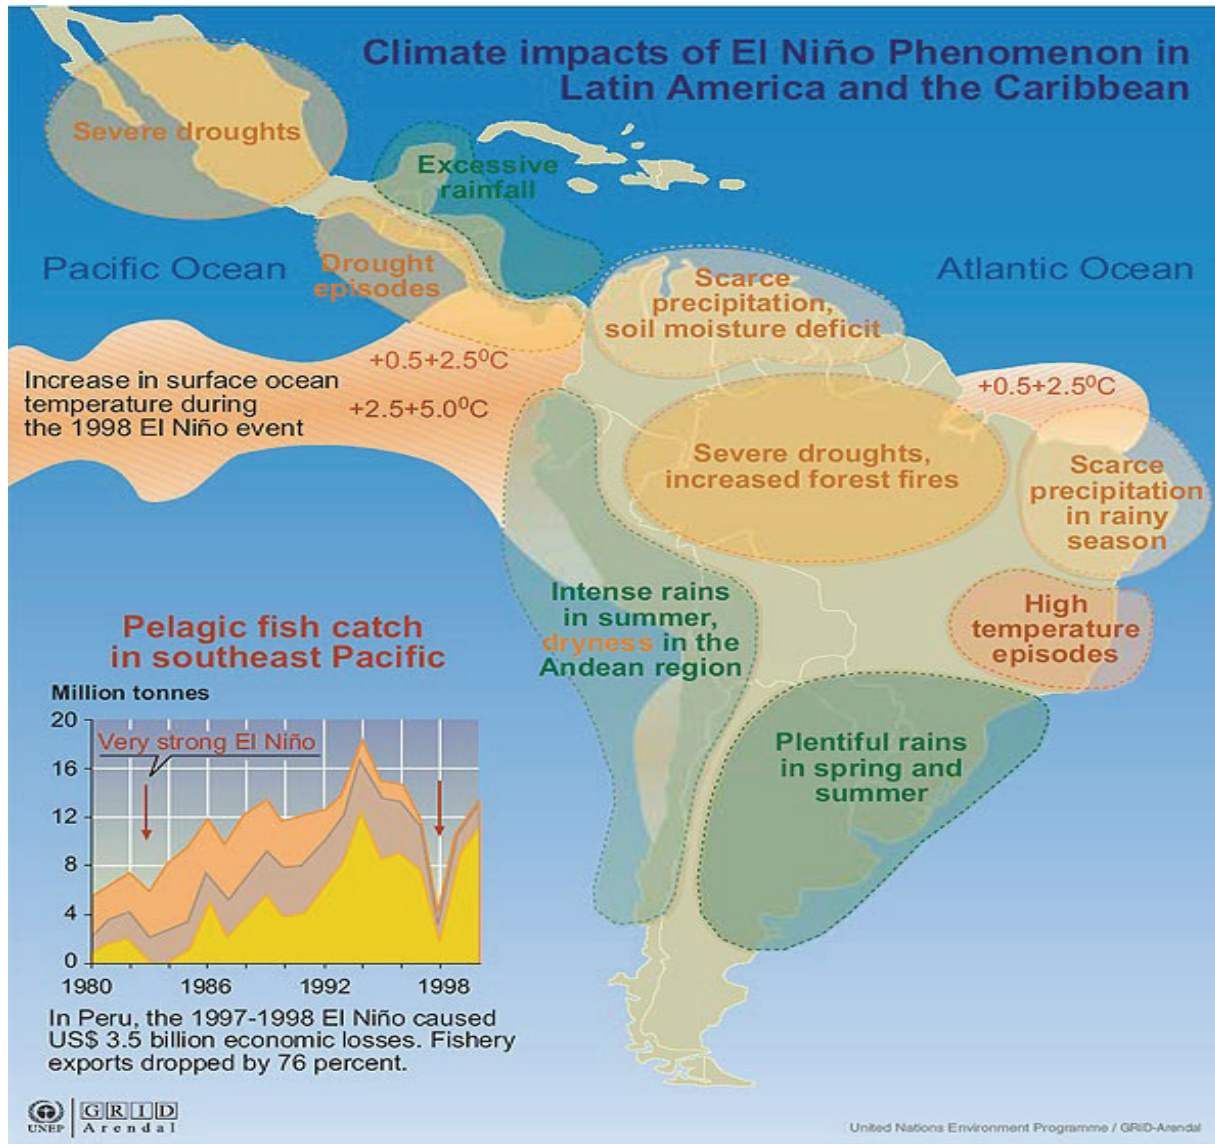 Climate impacts of El Niño Phenomenon in
Latin America and the Caribbean
Severe droughts
Excessive
rainfall
Pacific Ocean
Drought
episodes
Atlantic Ocean
Scarce
precipitation,
soil moisture deficit
+0.5+2.5⁰C
+2.5+5.0⁰C
Increase in surface ocean
temperature during
the 1998 El Niño event
+0.5+2.5⁰C
Severe droughts,
increased forest fires
Scarce
precipitation
in rainy
season
Intense rains
in summer,
dryness in the
Andean region
High
temperature
episodes
Plentiful rains
in spring and
summer
Pelagic fish catch
in southeast Pacific
Million tonnes
20
Very strong El Niño
16
12
8
4
0
1980 1986 1992 1998
In Peru, the 1997-1998 El Niño caused
US$ 3.5 billion economic losses. Fishery
exports dropped by 76 percent.
UNEP
GRID
Arendal
United Nations Environment Programme / GRID-Arendal